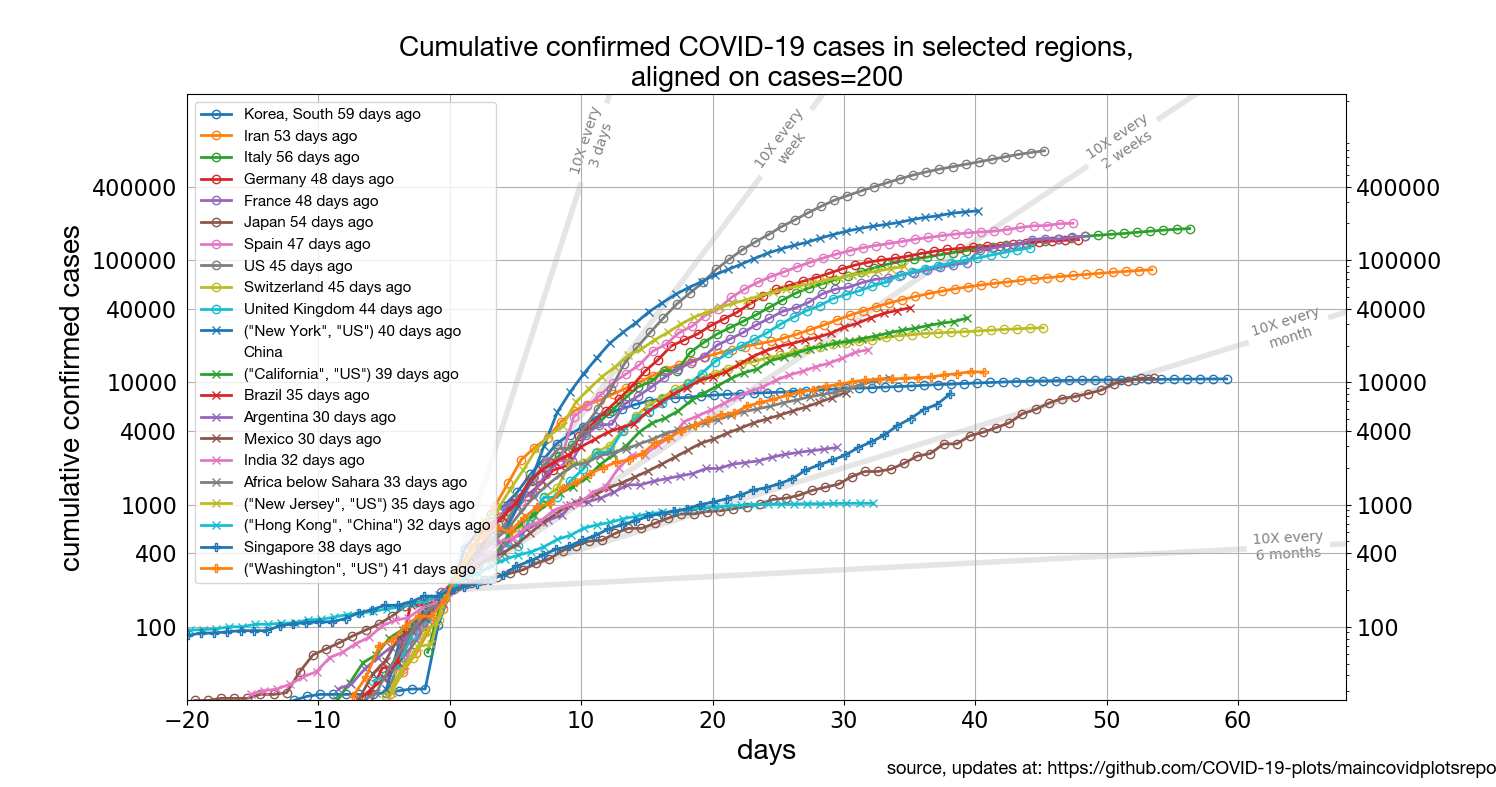 Cumulative confirmed COVID-19 cases in selected regions,
aligned on cases=200
Korea, South 59 days ago
Iran 53 days ago
Italy 56 days ago
Germany 48 days ago
France 48 days ago
Japan 54 days ago
Spain 47 days ago
US 45 days ago
Switzerland 45 days ago
United Kingdom 44 days ago
("New York", "US") 40 days ago
China
("California", "US") 39 days ago
Brazil 35 days ago
Argentina 30 days ago
Mexico 30 days ago
India 32 days ago
Africa below Sahara 33 days ago
("New Jersey", "US") 35 days ago
("Hong Kong", "China") 32 days ago
Singapore 38 days ago
("Washington", "US") 41 days ago
10X every
3 days
10X every
week
10X every
2 weeks
10X every
month
10X every
6 months
cumulative confirmed cases
400000
100000
40000
10000
4000
1000
400
100
400000
100000
40000
10000
4000
1000
400
100
−20 −10 0 10 20 30 40 50 60
days
source, updates at: https://github.com/COVID-19-plots/maincovidplotsrepo